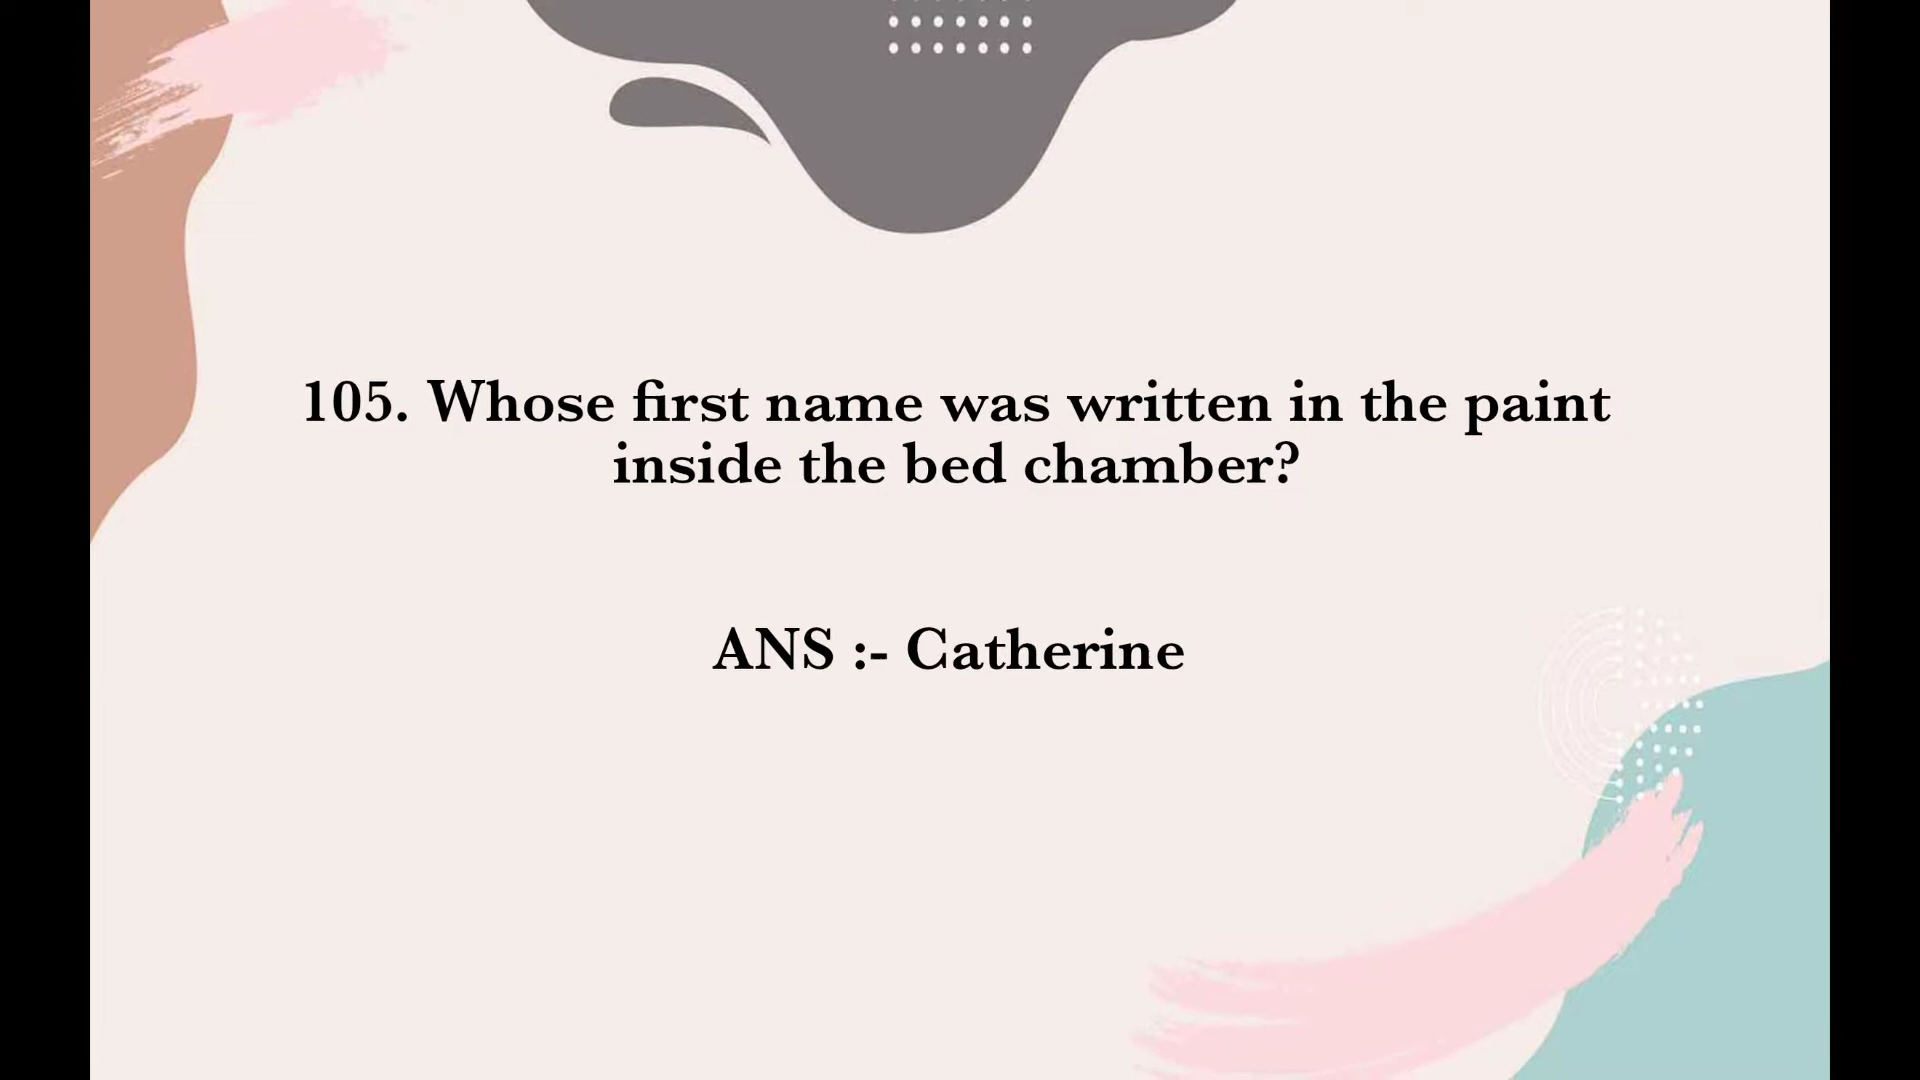 105. Whose first name was written in the paint
inside the bed chamber?
ANS :- Catherine